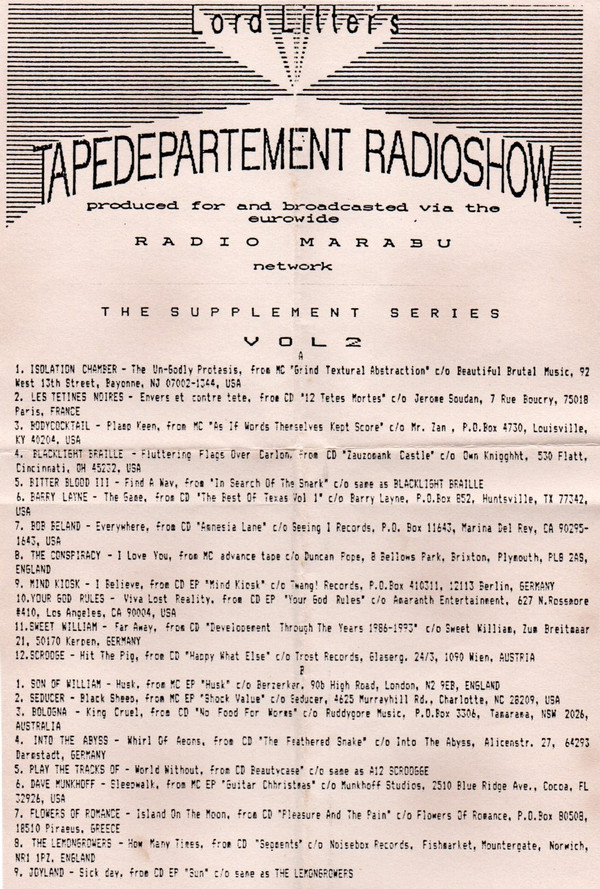 Lord Litter's
TAPEDEPARTEMENT RADIOSHOW
produced for and broadcasted via the
eurowide
RADIO MARABU
network
THE SUPPLEMENT SERIES
VOL2
A
1. ISOLATION CHAMBER - The Un-Godly Protasis, from MC "Grind Textural Abstraction" c/o Beautiful Brutal Music, 92
West 13th Street, Bayonne, NJ 07002-1344, USA
2. LES TETINES NOIRES - Envers et contre tete, from CD "12 Tetes Mortes" c/o Jerome Soudan, 7 Rue Boucry, 75018
Paris, FRANCE
3. BODYCOCKTAIL - Plamp Keen, from MC "As If Words Themselves Kept Score" c/o Mr. Zan , P.O.Box 4730, Louisville,
KY 40204, USA
4. BLACKLIGHT BRAILLE - Fluttering Flags Over Carlon, from CD "Zauzomank Castle" c/o Own Knigghht, 530 Flatt,
Cincinnati, OH 45232, USA
5. BITTER BLOOD III - Find A Way, from "In Search Of The Snark" c/o same as BLACKLIGHT BRAILLE
6. BARRY LAYNE - The Game, from CD "The Best Of Texas Vol 1" c/o Barry Layne, P.O.Box 852, Huntsville, TX 77342,
USA
7. BOB BELAND - Everywhere, from CD "Amnesia Lane" c/o Seeing I Records, P.O. Box 11643, Marina Del Rey, CA 90295-
1643, USA
8. THE CONSPIRACY - I Love You, from MC advance tape c/o Duncan Pope, 8 Bellows Park, Brixton, Plymouth, PL8 2AS,
ENGLAND
9. MIND KIOSK - I Believe, from CD EP "Mind Kiosk" c/o Twang! Records, P.O.Box 410311, 12113 Berlin, GERMANY
10.YOUR GOD RULES - Viva Lost Reality, from CD EP "Your God Rules" c/o Amaranth Entertainment, 627 N.Rossmore
#410, Los Angeles, CA 90004, USA
11.SWEET WILLIAM - Far Away, from CD "Developement Through The Years 1986-1993" c/o Sweet William, Zum Breitmaar
21, 50170 Kerpen, GERMANY
12.SCROOGE - Hit The Pig, from CD "Happy What Else" c/o Trost Records, Glaserg. 24/3, 1090 Wien, AUSTRIA
B
1. SON OF WILLIAM - Husk, from MC EP "Husk" c/o Berzerker, 90b High Road, London, N2 9EB, ENGLAND
2. SEDUCER - Black Sheep, from MC EP "Shock Value" c/o Seducer, 4625 Murrayhill Rd., Charlotte, NC 28209, USA
3. BOLOGNA - King Cruel, from CD "No Food For Worms" c/o Ruddygore Music, P.O.Box 3306, Tamarama, NSW 2026,
AUSTRALIA
4. INTO THE ABYSS - Whirl Of Aeons, from CD "The Feathered Snake" c/o Into The Abyss, Alicenstr. 27, 64293
Darmstadt, GERMANY
5. PLAY THE TRACKS OF - World Without, from CD Beautycase" c/o same as A12 SCROOGGE
6. DAVE MUNKHOFF - Sleepwalk, from MC EP "Guitar Chhristmas" c/o Munkhoff Studios, 2510 Blue Ridge Ave., Cocoa, FL
32926, USA
7. FLOWERS OF ROMANCE - Island On The Moon, from CD "Pleasure And The Pain" c/o Flowers Of Romance, P.O.Box 80508,
18510 Piraeus, GREECE
8. THE LEMONGROWERS - How Many Times, from CD "Segments" c/o Noisebox Records, Fishmarket, Mountergate, Norwich,
NR1 1PZ, ENGLAND
9. JOYLAND - Sick day, from CD EP "Sun" c/o same as THE LEMONGROWERS